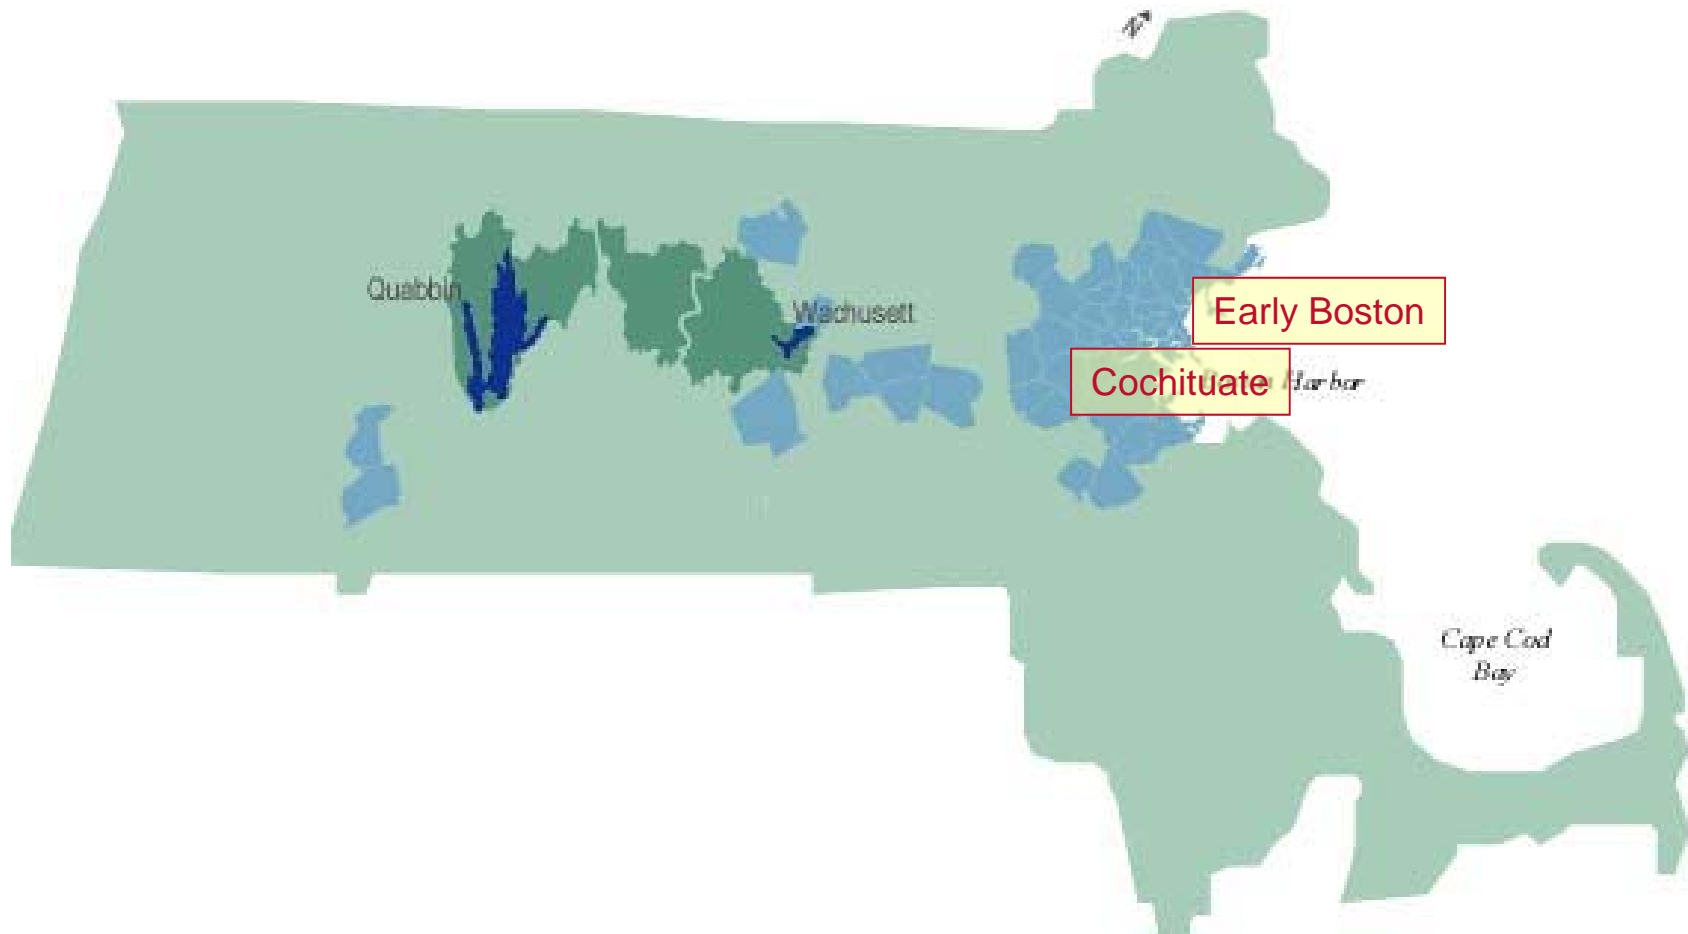 N
Quabbin
Wachusett
Early Boston
Cochituate
Harbor
Cape Cod
Bay